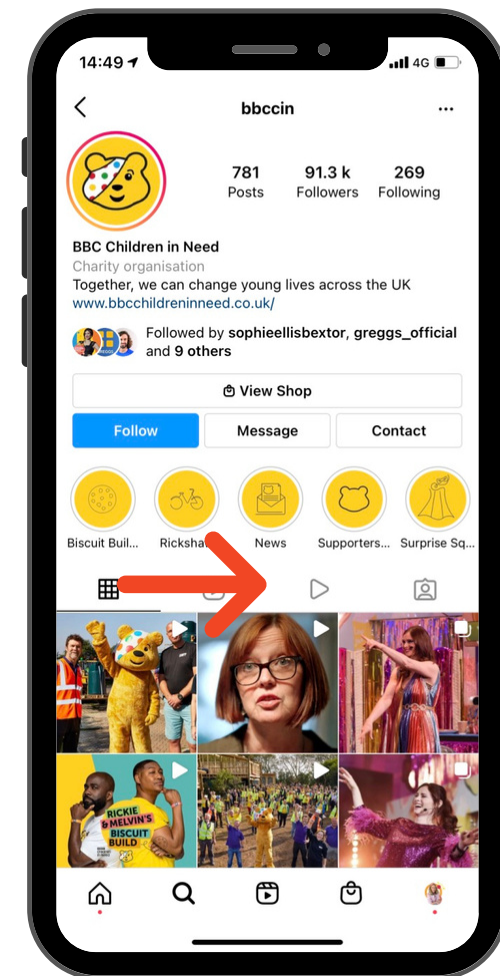 14:49
4G
bbccin
...
781 91.3 k 269
Posts Followers Following
BBC Children in Need
Charity organisation
Together, we can change young lives across the UK
www.bbcchildreninneed.co.uk/
Followed by sophieellisbextor, greggs_official
and 9 others
View Shop
Follow Message Contact
Biscuit Buil... News Supporters... Surprise Sq...
RICKIE
& MELVIN'S
BISCUIT
BUILD